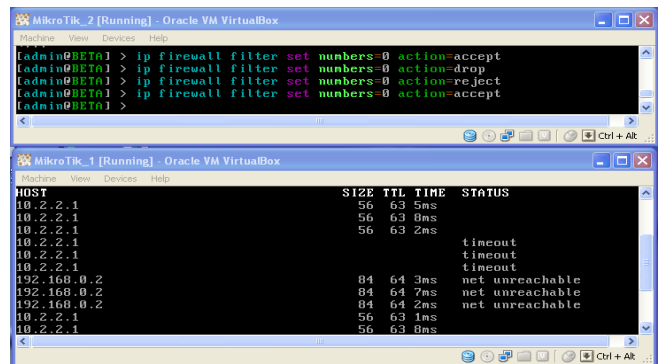 MikroTik_2 [Running] - Oracle VM VirtualBox
Machine View Devices Help
[admin@BETA] > ip firewall filter set numbers=0 action=accept
[admin@BETA] > ip firewall filter set numbers=0 action=drop
[admin@BETA] > ip firewall filter set numbers=0 action=reject
[admin@BETA] > ip firewall filter set numbers=0 action=accept
[admin@BETA] >
Ctrl + Alt
MikroTik_1 [Running] - Oracle VM VirtualBox
Machine View Devices Help
HOST SIZE TTL TIME STATUS
10.2.2.1 56 63 5ms
10.2.2.1 56 63 8ms
10.2.2.1 56 63 2ms
10.2.2.1 timeout
10.2.2.1 timeout
10.2.2.1 timeout
192.168.0.2 84 64 3ms net unreachable
192.168.0.2 84 64 7ms net unreachable
192.168.0.2 84 64 2ms net unreachable
10.2.2.1 56 63 1ms
10.2.2.1 56 63 8ms
Ctrl + Alt